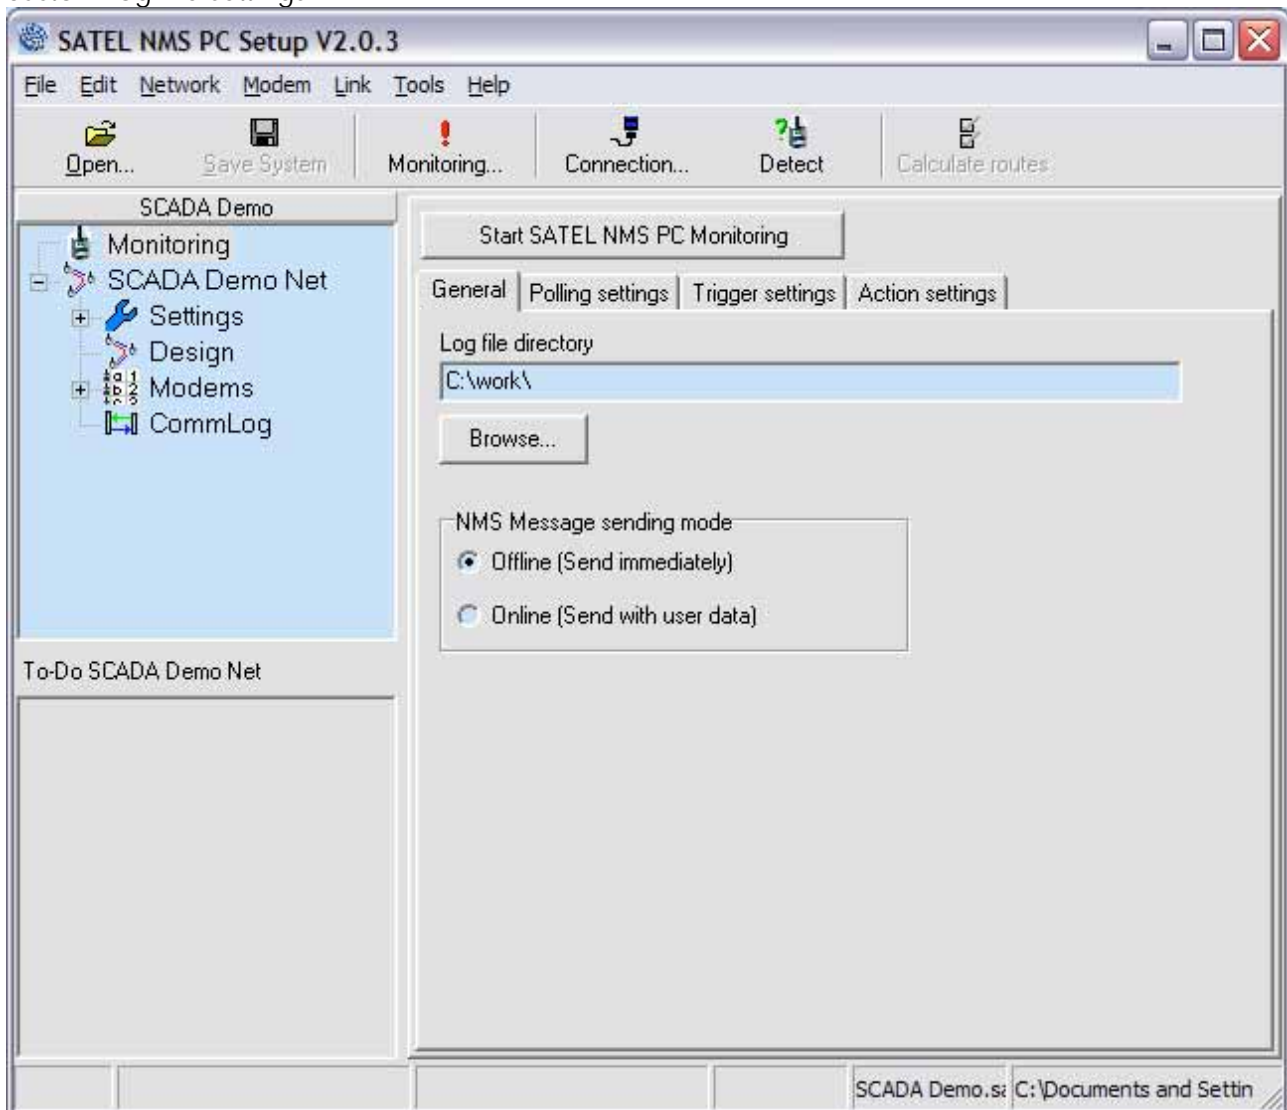 SATEL NMS PC Setup V2.0.3
File Edit Network Modem Link Tools Help
Open... Save System Monitoring... Connection... Detect Calculate routes
SCADA Demo
Monitoring
SCADA Demo Net
Settings
Design
Modems
CommLog
To-Do SCADA Demo Net
Start SATEL NMS PC Monitoring
General Polling settings Trigger settings Action settings
Log file directory
C:\work\
Browse...
NMS Message sending mode
Offline (Send immediately)
Online (Send with user data)
SCADA Demo.sa C:\Documents and Settin